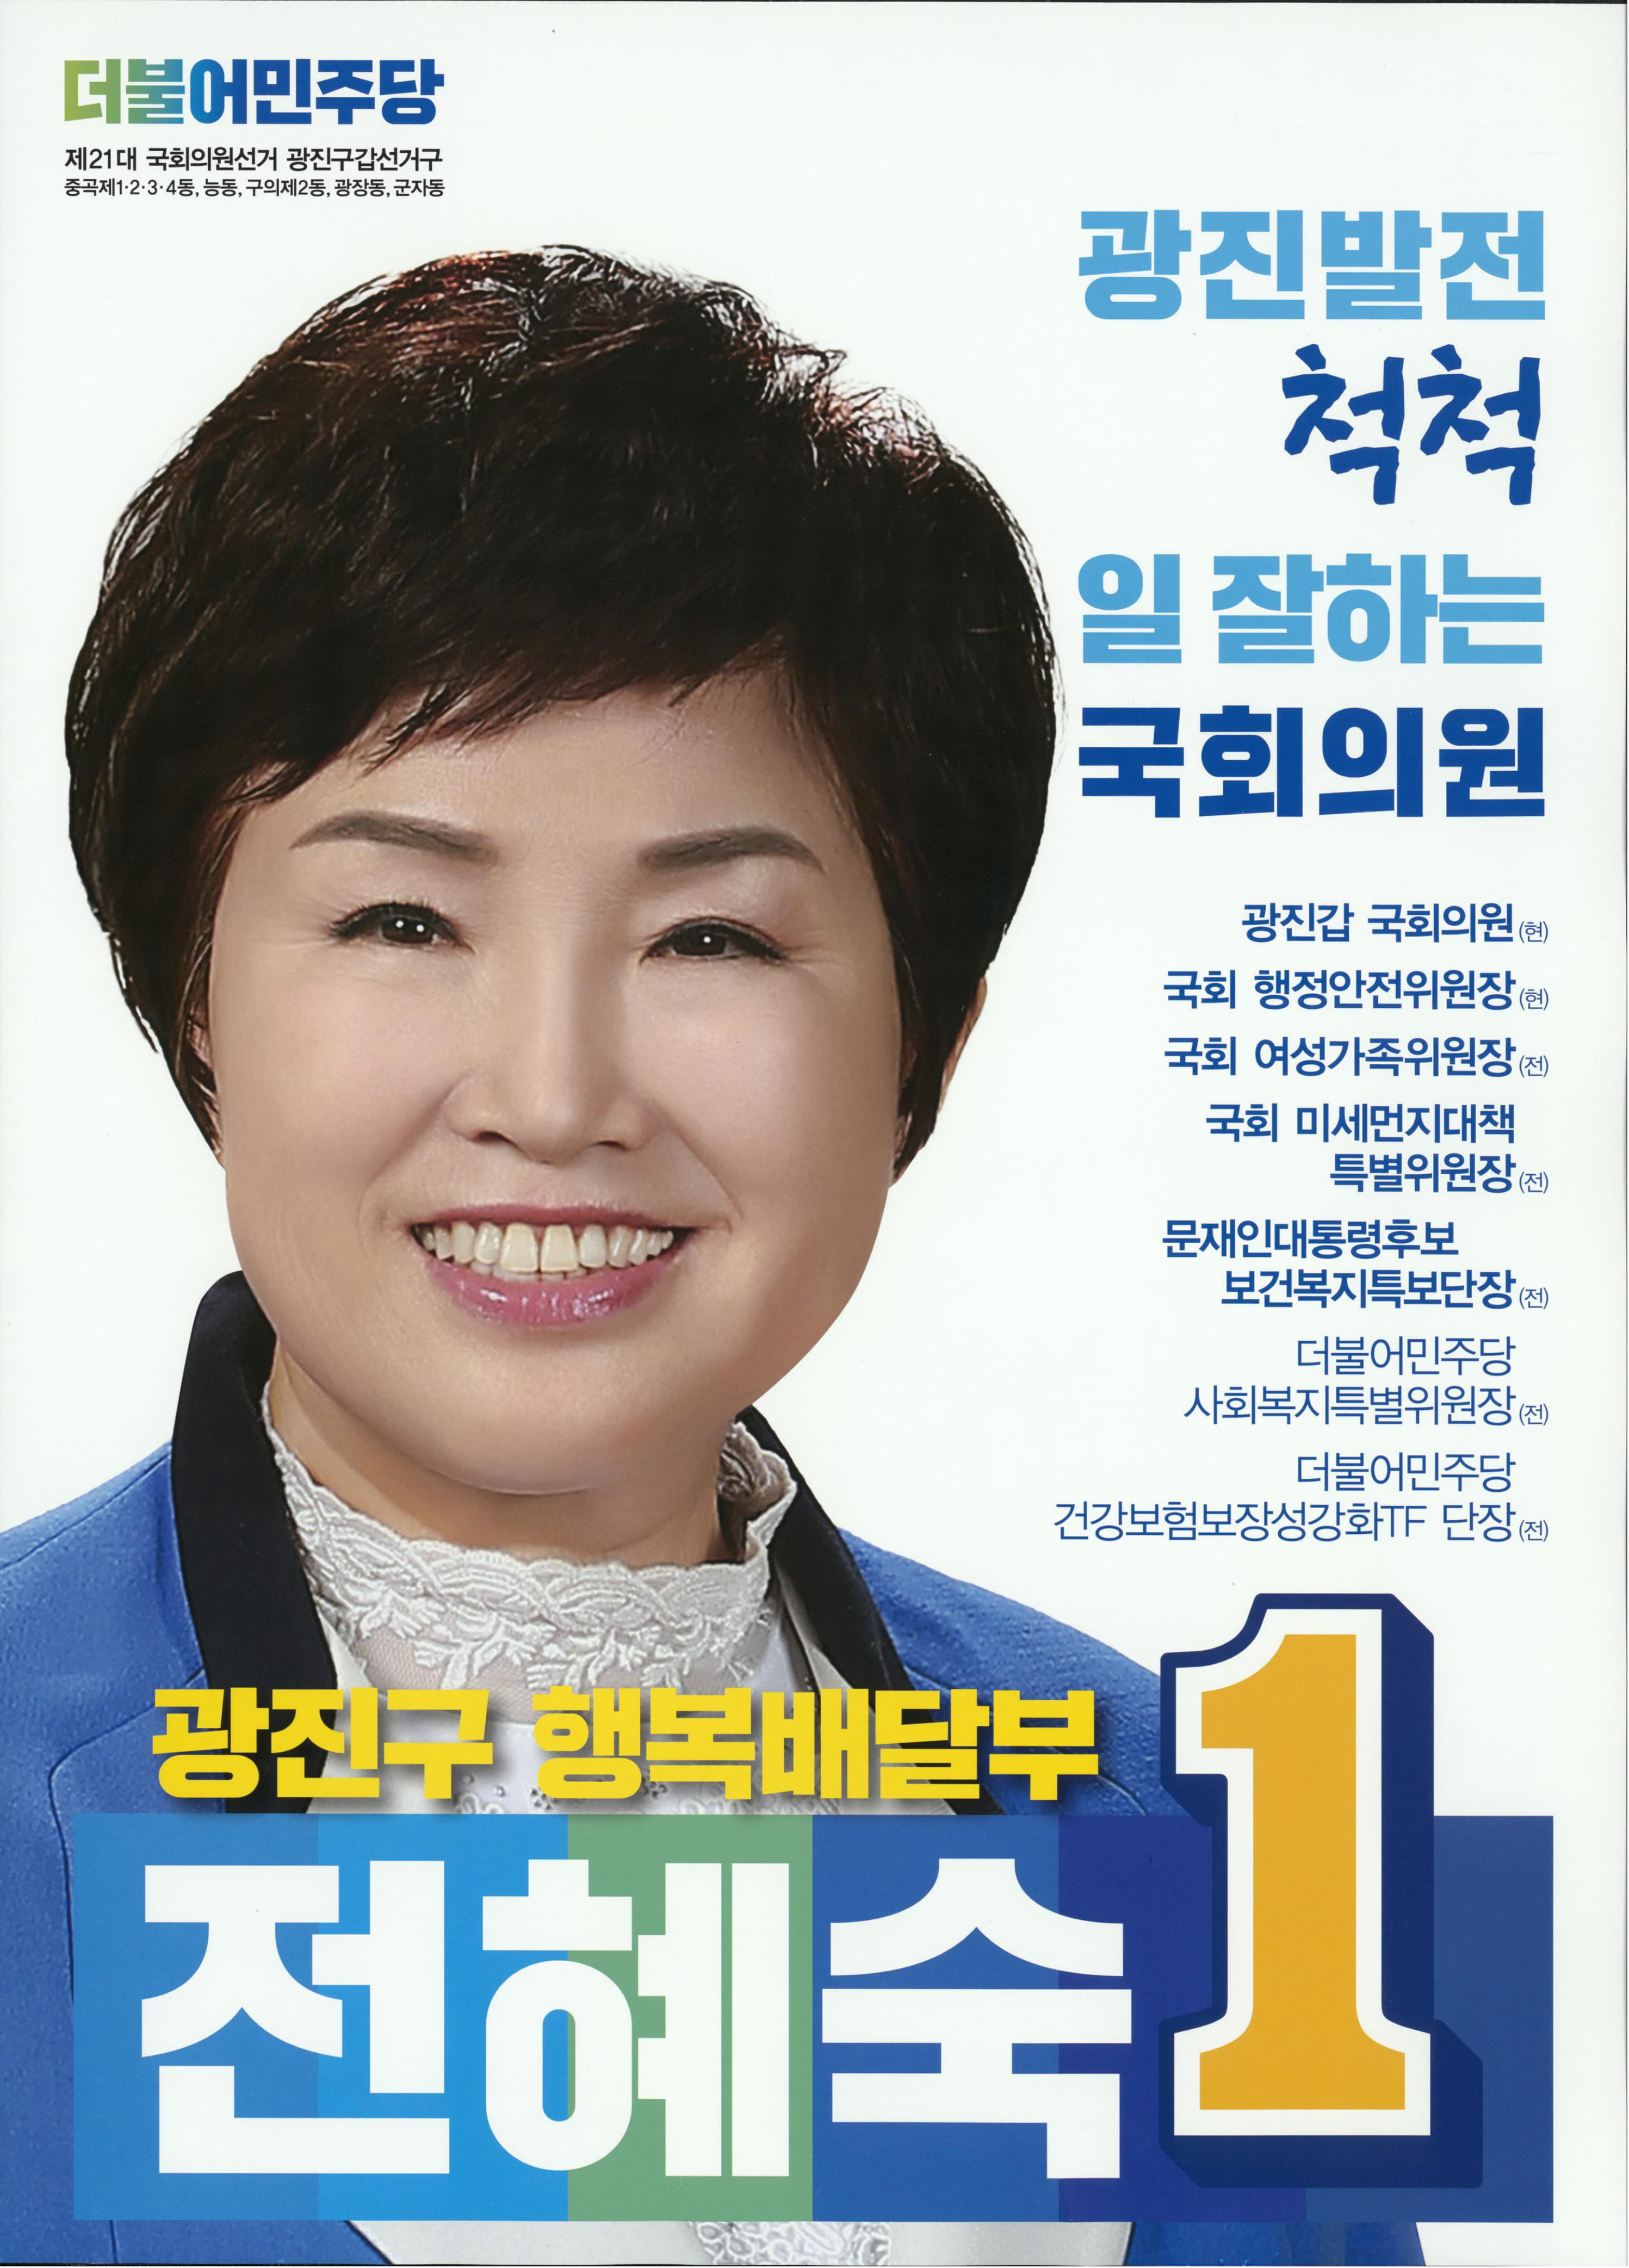 더불어민주당
제21대 국회의원선거 광진구갑선거구
중곡제1·2·3·4동, 능동, 구의제2동, 광장동, 군자동
광진발전
척척
일 잘하는
국회의원
광진갑 국회의원(현)
국회 행정안전위원장(현)
국회 여성가족위원장(전)
국회 미세먼지대책
특별위원장(전)
문재인대통령후보
보건복지특보단장(전)
더불어민주당
사회복지특별위원장(전)
더불어민주당
건강보험보장성강화TF 단장(전)
광진구 행복배달부
전혜숙
1